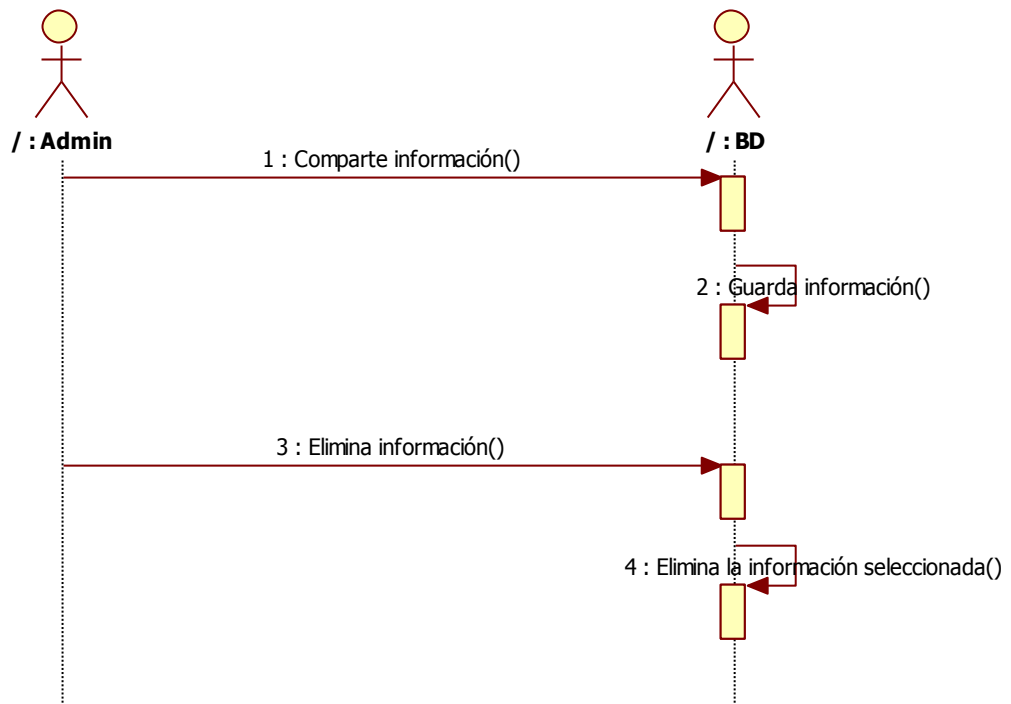 / : Admin
/ : BD
1 : Comparte información()
2 : Guarda información()
3 : Elimina información()
4 : Elimina la información seleccionada()